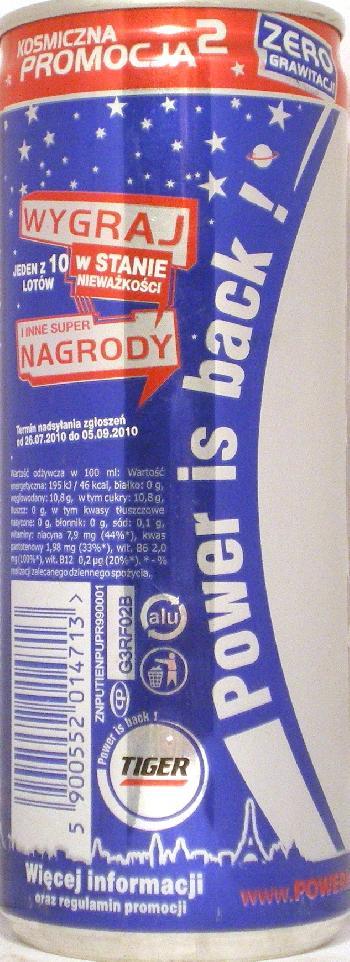 KOSMICZNA
PROMOCJA2
ZERO
GRAWITACJI
WYGRAJ
JEDEN Z 10
LOTÓW
W STANIE
NIEWAŻKOŚCI
I INNE SUPER
NAGRODY
Power is back !
Termin nadsyłania zgłoszeń
od 26.07.2010 do 05.09.2010
Wartość odżywcza w 100 ml: Wartość
energetyczna: 195 kJ / 46 kcal, białko: 0 g,
węglowodany: 10,8g, w tym cukry: 10,8g,
tłuszcz: 0 g, w tym kwasy tłuszczowe
nasycone: 0 g, błonnik: 0 g, sód: 0,1 g,
witaminy: niacyna 7,9 mg (44%*), kwas
pantotenowy 1,98 mg (33%*), wit. B6 2,0
mg (100%*), wit. B12 0,2 µg (20%*). * - %
realizacji zalecanego dziennego spożycia.
5 900552 014713 >
ZNPUTIENPUPR990001
G3RF02B
alu
Power is back !
TIGER
Więcej informacji
oraz regulamin promocji
www.POWER